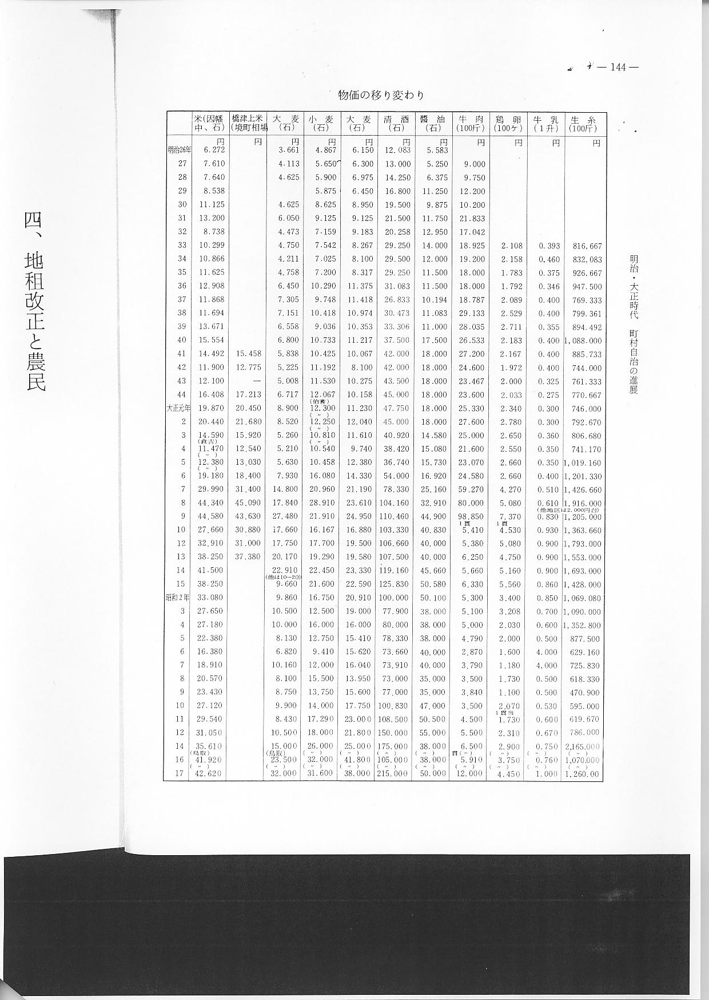 — 144 —
物価の移り変わり
米(因幡中、石) 橋津上米(境町相場 大麦(石) 小麦(石) 大麦(石) 清酒(石) 醬油(石) 牛肉(100斤) 鶏卵(100ケ) 牛乳(1升) 生糸(100斤)
円 円 円 円 円 円 円 円 円 円 円
明治26年 6.272 3.661 4.867 6.150 12.083 5.583
27 7.610 4.113 5.650 6.300 13.000 5.250 9.000
28 7.640 4.625 5.900 6.975 14.250 6.375 9.750
29 8.538 5.875 6.450 16.800 11.250 12.200
30 11.125 4.625 8.625 8.950 19.500 9.875 10.200
31 13.200 6.050 9.125 9.125 21.500 11.750 21.833
32 8.738 4.473 7.159 9.183 20.258 12.950 17.042
33 10.299 4.750 7.542 8.267 29.250 14.000 18.925 2.108 0.393 816.667
34 10.866 4.211 7.025 8.100 29.500 12.000 19.200 2.158 0.460 832.083
35 11.625 4.758 7.200 8.317 29.250 11.500 18.000 1.783 0.375 926.667
36 12.908 6.450 10.290 11.375 31.083 11.500 18.000 1.792 0.346 947.500
37 11.868 7.305 9.748 11.418 26.833 10.194 18.787 2.089 0.400 769.333
38 11.694 7.151 10.418 10.974 30.473 11.083 29.133 2.529 0.400 799.361
39 13.671 6.558 9.036 10.353 33.306 11.000 28.035 2.711 0.355 894.492
40 15.554 6.800 10.733 11.217 37.500 17.500 26.533 2.183 0.400 1,088.000
41 14.492 15.458 5.838 10.425 10.067 42.000 18.000 27.200 2.167 0.400 885.733
42 11.900 12.775 5.225 11.192 8.100 42.000 18.000 24.600 1.972 0.400 744.000
43 12.100 — 5.008 11.530 10.275 43.500 18.000 23.467 2.000 0.325 761.333
44 16.408 17.213 6.717 12.067 10.158 45.000 18.000 23.600 2.033 0.275 770.667
(伯耆)
大正元年 19.870 20.450 8.900 12.300 11.230 47.750 18.000 25.330 2.340 0.300 746.000
(〃)
2 20.440 21.680 8.520 12.250 12.040 45.000 18.000 27.600 2.780 0.300 792.670
(〃)
3 14.590 15.920 5.260 10.810 11.610 40.920 14.580 25.000 2.650 0.360 806.680
(倉吉) (〃)
4 11.470 12.540 5.210 10.540 9.740 38.420 15.080 21.600 2.550 0.350 741.170
(〃)
5 12.380 13.030 5.630 10.458 12.380 36.740 15.730 23.070 2.660 0.350 1,019.160
(〃)
6 19.180 18.400 7.930 16.080 14.330 54.000 16.920 24.580 2.660 0.400 1,201.330
7 29.990 31.400 14.800 20.960 21.190 78.330 25.160 59.270 4.270 0.510 1,426.660
8 44.340 45.090 17.840 28.910 23.610 104.160 32.910 80.000 5.080 0.610 1,916.000
(他地区は2.000円台)
9 44.580 43.630 27.480 21.910 24.950 110.460 44.900 98.850 7.370 0.830 1,205.000
1貫 1貫
10 27.660 30.880 17.660 16.167 16.880 103.330 40.830 5.410 4.530 0.930 1,363.660
12 32.910 31.000 17.750 17.700 19.500 106.660 40.000 5.380 5.080 0.900 1,793.000
13 38.250 37.380 20.170 19.290 19.580 107.500 40.000 6.250 4.750 0.900 1,553.000
14 41.500 22.910 22.450 23.330 119.160 45.660 5.660 5.160 0.900 1,693.000
(他は10―20)
15 38.250 9.660 21.600 22.590 125.830 50.580 6.330 5.560 0.860 1,428.000
昭和2年 33.080 9.860 16.750 20.910 100.000 50.100 5.300 3.400 0.850 1,069.080
3 27.650 10.500 12.500 19.000 77.900 38.000 5.100 3.208 0.700 1,090.000
4 27.180 10.000 16.000 16.000 80.000 38.000 5.000 2.030 0.600 1,352.800
5 22.380 8.130 12.750 15.410 78.330 38.000 4.790 2.000 0.500 877.500
6 16.380 6.820 9.410 15.620 73.660 40.000 2.870 1.600 4.000 629.160
7 18.910 10.160 12.000 16.040 73.910 40.000 3.790 1.180 4.000 725.830
8 20.570 8.100 15.500 13.950 73.000 35.000 3.500 1.730 0.500 618.330
9 23.430 8.750 13.750 15.600 77.000 35.000 3.840 1.100 0.500 470.900
10 27.120 9.900 14.000 17.750 100.830 47.000 3.500 2.070 0.530 595.000
1貫当
11 29.540 8.430 17.290 23.000 108.500 50.500 4.500 1.730 0.600 619.670
12 31.050 10.500 18.000 21.800 150.000 55.000 5.500 2.310 0.670 786.000
14 35.610 15.000 26.000 25.000 175.000 38.000 6.500 2.900 0.750 2,165.000
(鳥取) (鳥取) (〃) (〃) (〃) (〃) 貫(〃) (〃) (〃) (〃)
16 41.920 23.500 32.000 41.800 105.000 38.000 5.910 3.750 0.760 1,070.000
(〃) (〃) (〃) (〃) (〃) (〃) (〃) (〃) (〃) (〃)
17 42.620 32.000 31.600 38.000 215.000 50.000 12.000 4.450 1.000 1,260.00
明治・大正時代 町村自治の進展
四、地租改正と農民